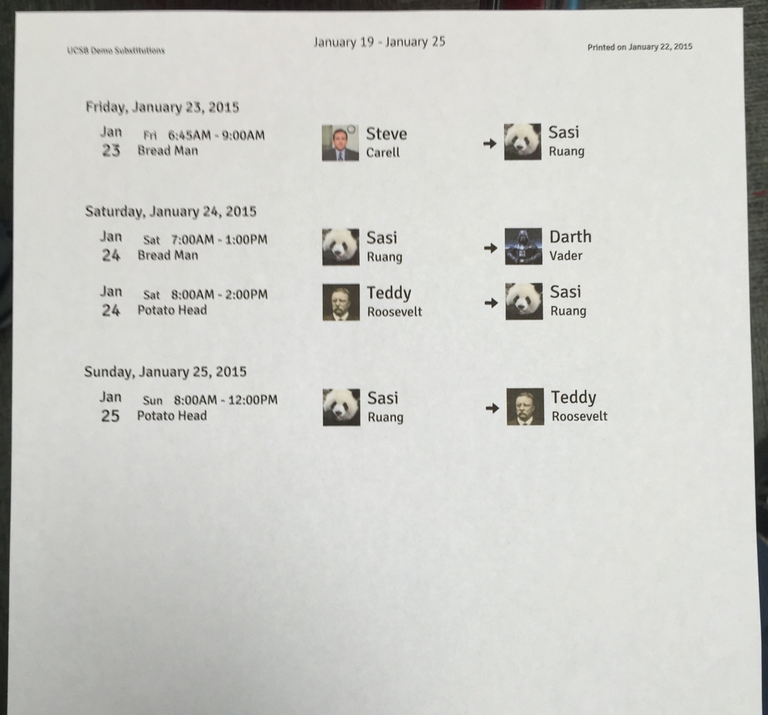 UCSB Demo Substitutions
January 19 - January 25
Printed on January 22, 2015
Friday, January 23, 2015
Jan Fri 6:45AM - 9:00AM Steve → Sasi
23 Bread Man Carell Ruang
Saturday, January 24, 2015
Jan Sat 7:00AM - 1:00PM Sasi → Darth
24 Bread Man Ruang Vader
Jan Sat 8:00AM - 2:00PM Teddy → Sasi
24 Potato Head Roosevelt Ruang
Sunday, January 25, 2015
Jan Sun 8:00AM - 12:00PM Sasi → Teddy
25 Potato Head Ruang Roosevelt